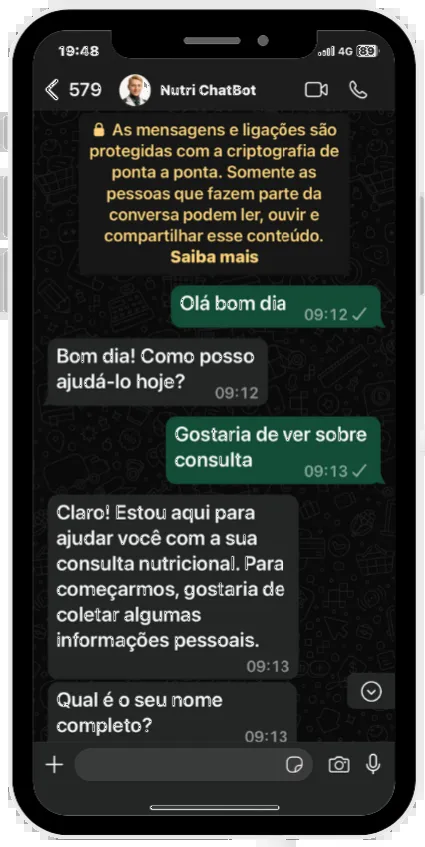 19:48
4G 89
579 Nutri ChatBot
As mensagens e ligações são
protegidas com a criptografia de
ponta a ponta. Somente as
pessoas que fazem parte da
conversa podem ler, ouvir e
compartilhar esse conteúdo.
Saiba mais
Olá bom dia
09:12
Bom dia! Como posso
ajudá-lo hoje?
09:12
Gostaria de ver sobre
consulta
09:13
Claro! Estou aqui para
ajudar você com a sua
consulta nutricional. Para
começarmos, gostaria de
coletar algumas
informações pessoais.
09:13
Qual é o seu nome
completo?
09:13